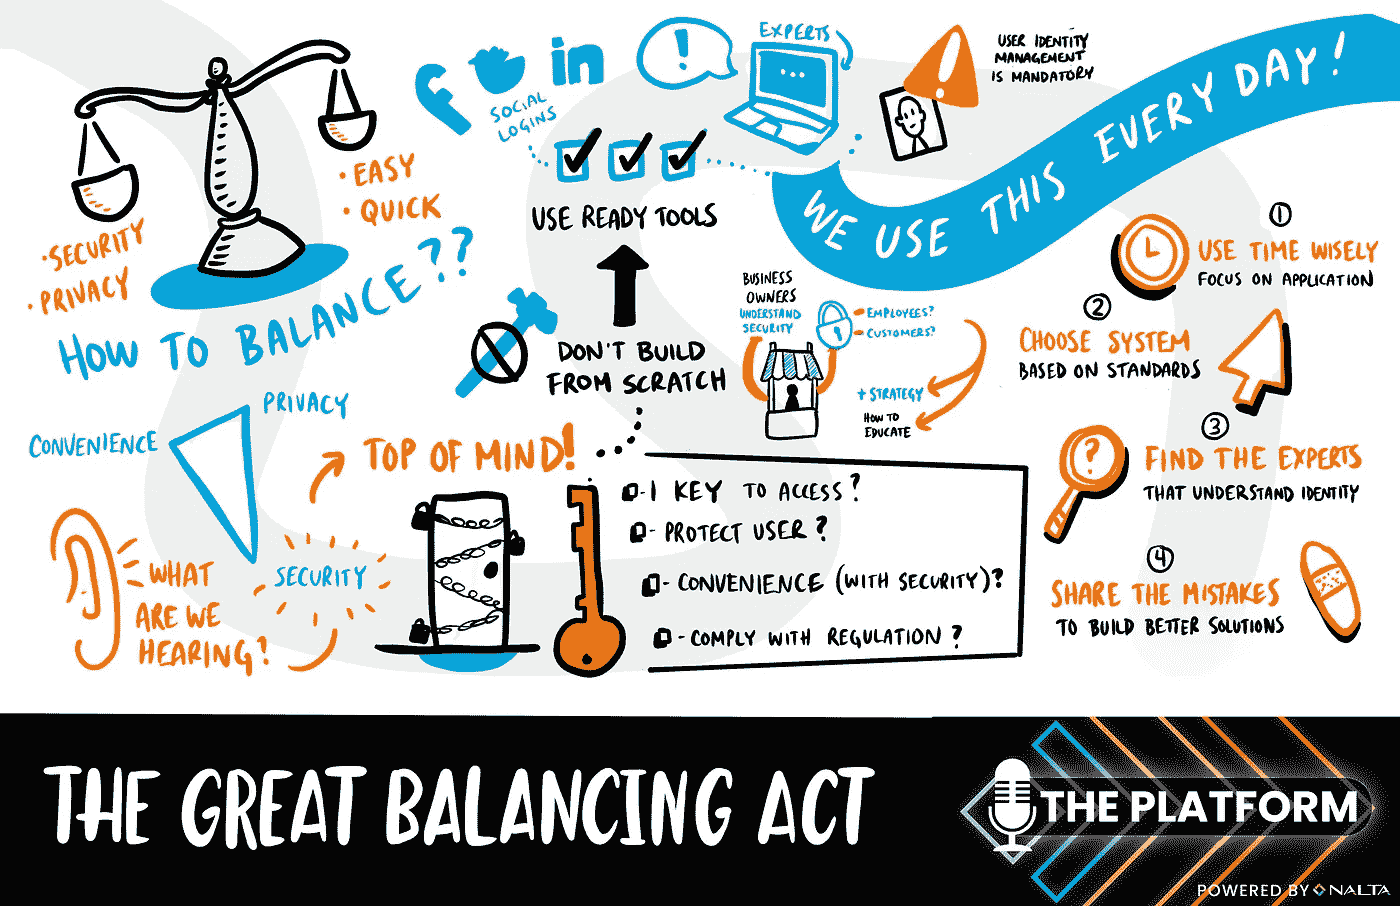 • EASY
• QUICK
• SECURITY
• PRIVACY
HOW TO BALANCE??
f
in
SOCIAL
LOGINS
!
...
EXPERTS
!
USER IDENTITY
MANAGEMENT
IS MANDATORY
WE USE THIS EVERY DAY!
USE READY TOOLS
DON'T BUILD
FROM SCRATCH
BUSINESS
OWNERS
UNDERSTAND
SECURITY
- EMPLOYEES?
- CUSTOMERS?
+ STRATEGY
HOW TO
EDUCATE
1
USE TIME WISELY
FOCUS ON APPLICATION
2
CHOOSE SYSTEM
BASED ON STANDARDS
3
?
FIND THE EXPERTS
THAT UNDERSTAND IDENTITY
4
SHARE THE MISTAKES
TO BUILD BETTER SOLUTIONS
PRIVACY
CONVENIENCE
SECURITY
WHAT
ARE WE
HEARING?
TOP OF MIND!
- 1 KEY TO ACCESS?
- PROTECT USER?
- CONVENIENCE (WITH SECURITY)?
- COMPLY WITH REGULATION?
THE GREAT BALANCING ACT
THE PLATFORM
POWERED BY NALTA